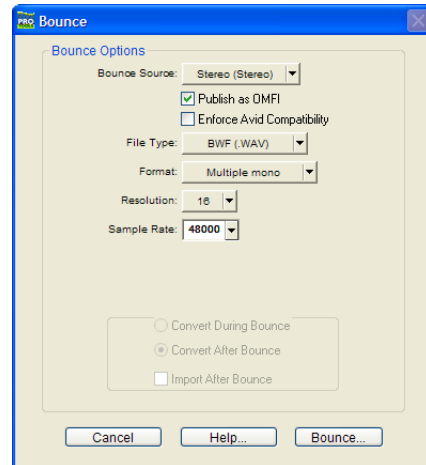 PRO Bounce
Bounce Options
Bounce Source: Stereo (Stereo)
Publish as OMFI
Enforce Avid Compatibility
File Type: BWF (.WAV)
Format: Multiple mono
Resolution: 16
Sample Rate: 48000
Convert During Bounce
Convert After Bounce
Import After Bounce
Cancel Help... Bounce...